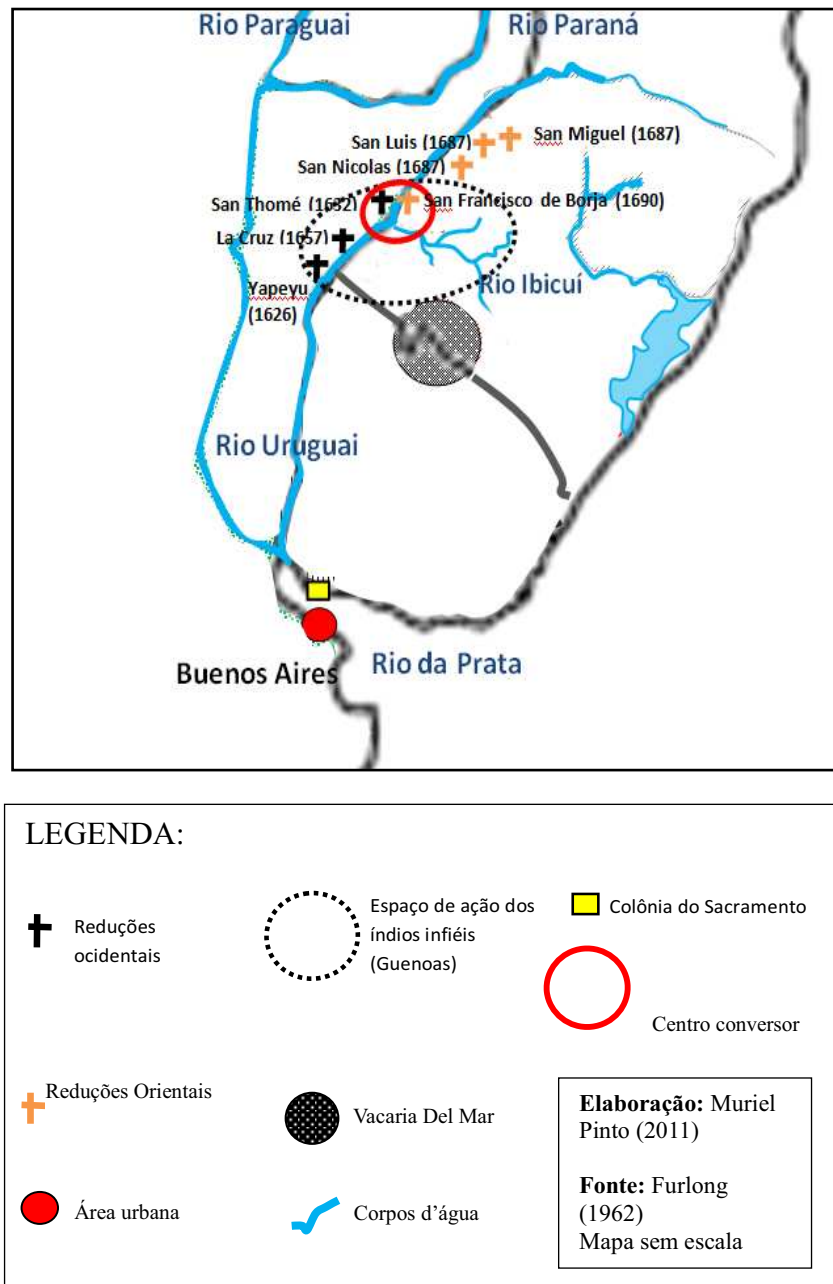 Rio Paraguai
Rio Paraná
San Luis (1687)
San Miguel (1687)
San Nicolas (1687)
San Thomé (1632)
San Francisco de Borja (1690)
La Cruz (1657)
Yapeyu
(1626)
Rio Ibicuí
Rio Uruguai
Buenos Aires
Rio da Prata
LEGENDA:
Reduções
ocidentais
Espaço de ação dos
índios infiéis
(Guenoas)
Colônia do Sacramento
Centro conversor
Reduções Orientais
Vacaria Del Mar
Elaboração: Muriel
Pinto (2011)
Fonte: Furlong
(1962)
Mapa sem escala
Área urbana
Corpos d'água